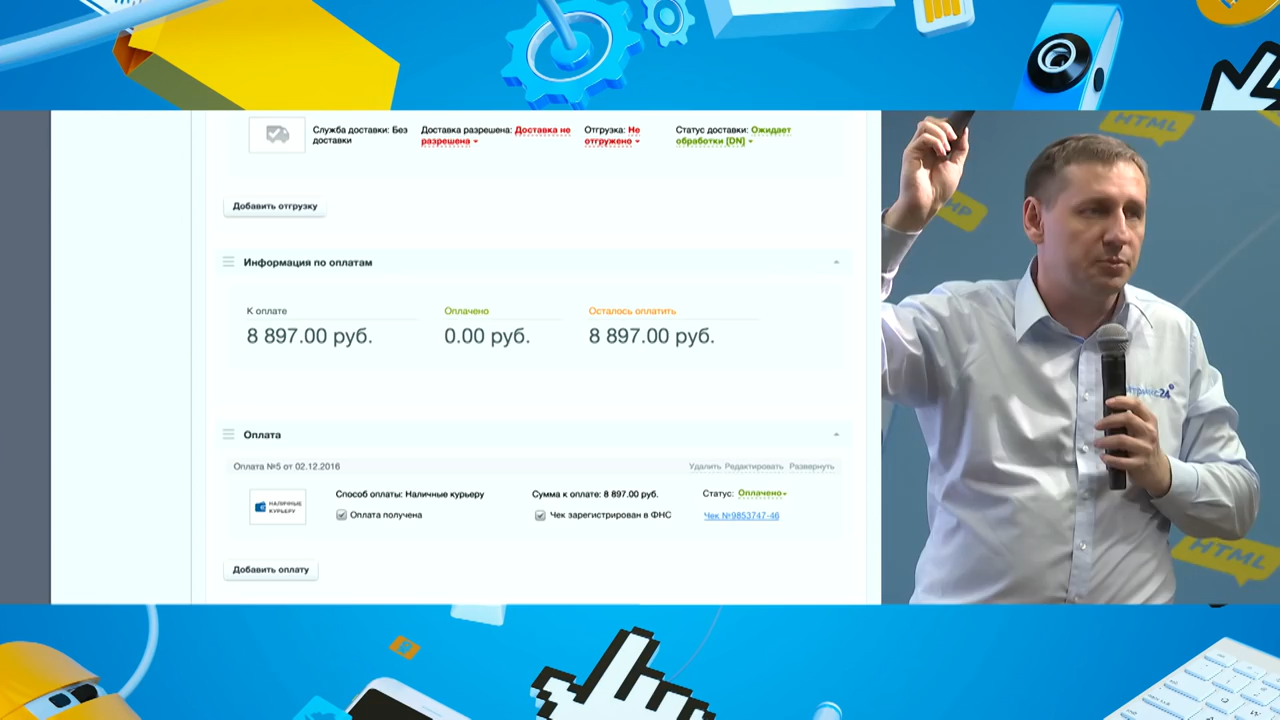 Служба доставки: Без
доставки
Доставка разрешена: Доставка не
разрешена
Отгрузка: Не
отгружено
Статус доставки: Ожидает
обработки [DN]
Добавить отгрузку
Информация по оплатам
К оплате
Оплачено
Осталось оплатить
8 897.00 руб.
0.00 руб.
8 897.00 руб.
Оплата
Оплата №5 от 02.12.2016
Удалить Редактировать Развернуть
НАЛИЧНЫЕ
КУРЬЕРУ
Способ оплаты: Наличные курьеру
Сумма к оплате: 8 897.00 руб.
Статус: Оплачено
Оплата получена
Чек зарегистрирован в ФНС
Чек №9853747-46
Добавить оплату
HTML
HTML